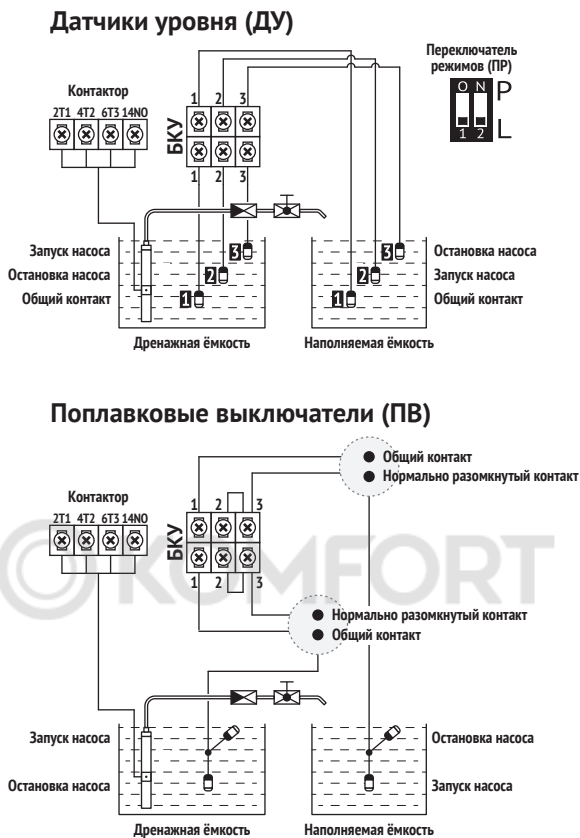 Датчики уровня (ДУ)
Переключатель
режимов (ПР)
O N P
1 2 L
Контактор
2T1 4T2 6T3 14NO
1 2 3
БКУ
1 2 3
Запуск насоса
Остановка насоса
Общий контакт
3
2
1
3
2
1
Остановка насоса
Запуск насоса
Общий контакт
Дренажная ёмкость
Наполняемая ёмкость
Поплавковые выключатели (ПВ)
Общий контакт
Нормально разомкнутый контакт
Контактор
2T1 4T2 6T3 14NO
1 2 3
БКУ
1 2 3
OKOMFORT
Нормально разомкнутый контакт
Общий контакт
Запуск насоса
Остановка насоса
Остановка насоса
Запуск насоса
Дренажная ёмкость
Наполняемая ёмкость